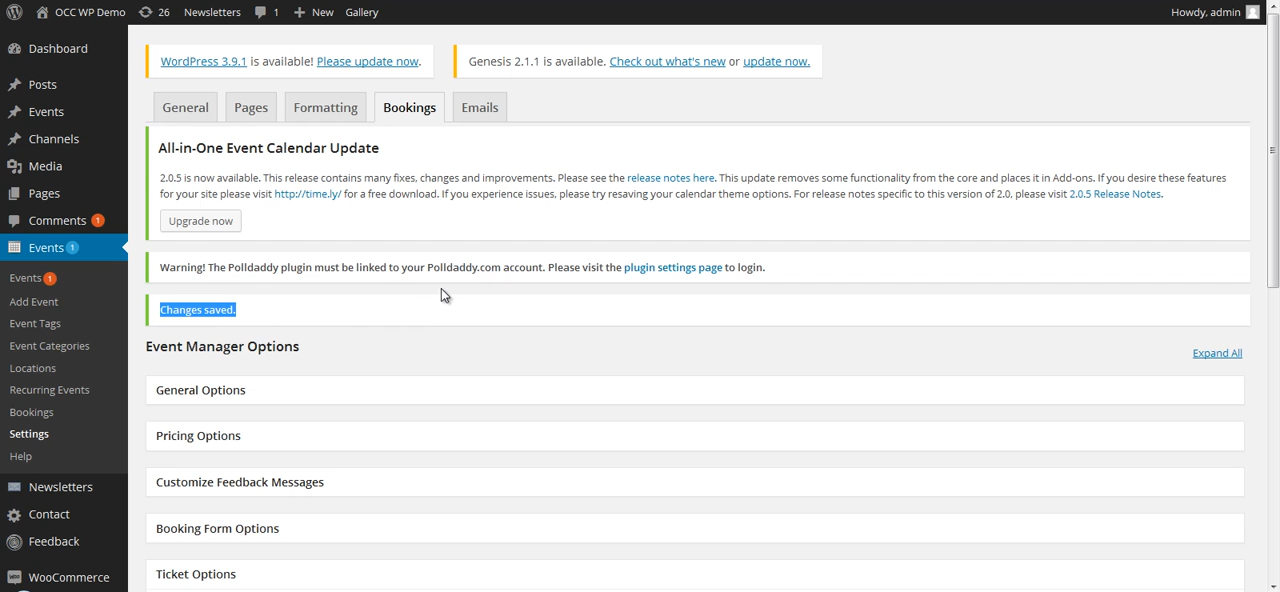 OCC WP Demo 26 Newsletters 1 New Gallery Howdy, admin
Dashboard
Posts
Events
Channels
Media
Pages
Comments 1
Events 1
Events 1
Add Event
Event Tags
Event Categories
Locations
Recurring Events
Bookings
Settings
Help
Newsletters
Contact
Feedback
WooCommerce
WordPress 3.9.1 is available! Please update now.
Genesis 2.1.1 is available. Check out what's new or update now.
General Pages Formatting Bookings Emails
All-in-One Event Calendar Update
2.0.5 is now available. This release contains many fixes, changes and improvements. Please see the release notes here. This update removes some functionality from the core and places it in Add-ons. If you desire these features
for your site please visit http://time.ly/ for a free download. If you experience issues, please try resaving your calendar theme options. For release notes specific to this version of 2.0, please visit 2.0.5 Release Notes.
Upgrade now
Warning! The Polldaddy plugin must be linked to your Polldaddy.com account. Please visit the plugin settings page to login.
Changes saved.
Event Manager Options
Expand All
General Options
Pricing Options
Customize Feedback Messages
Booking Form Options
Ticket Options